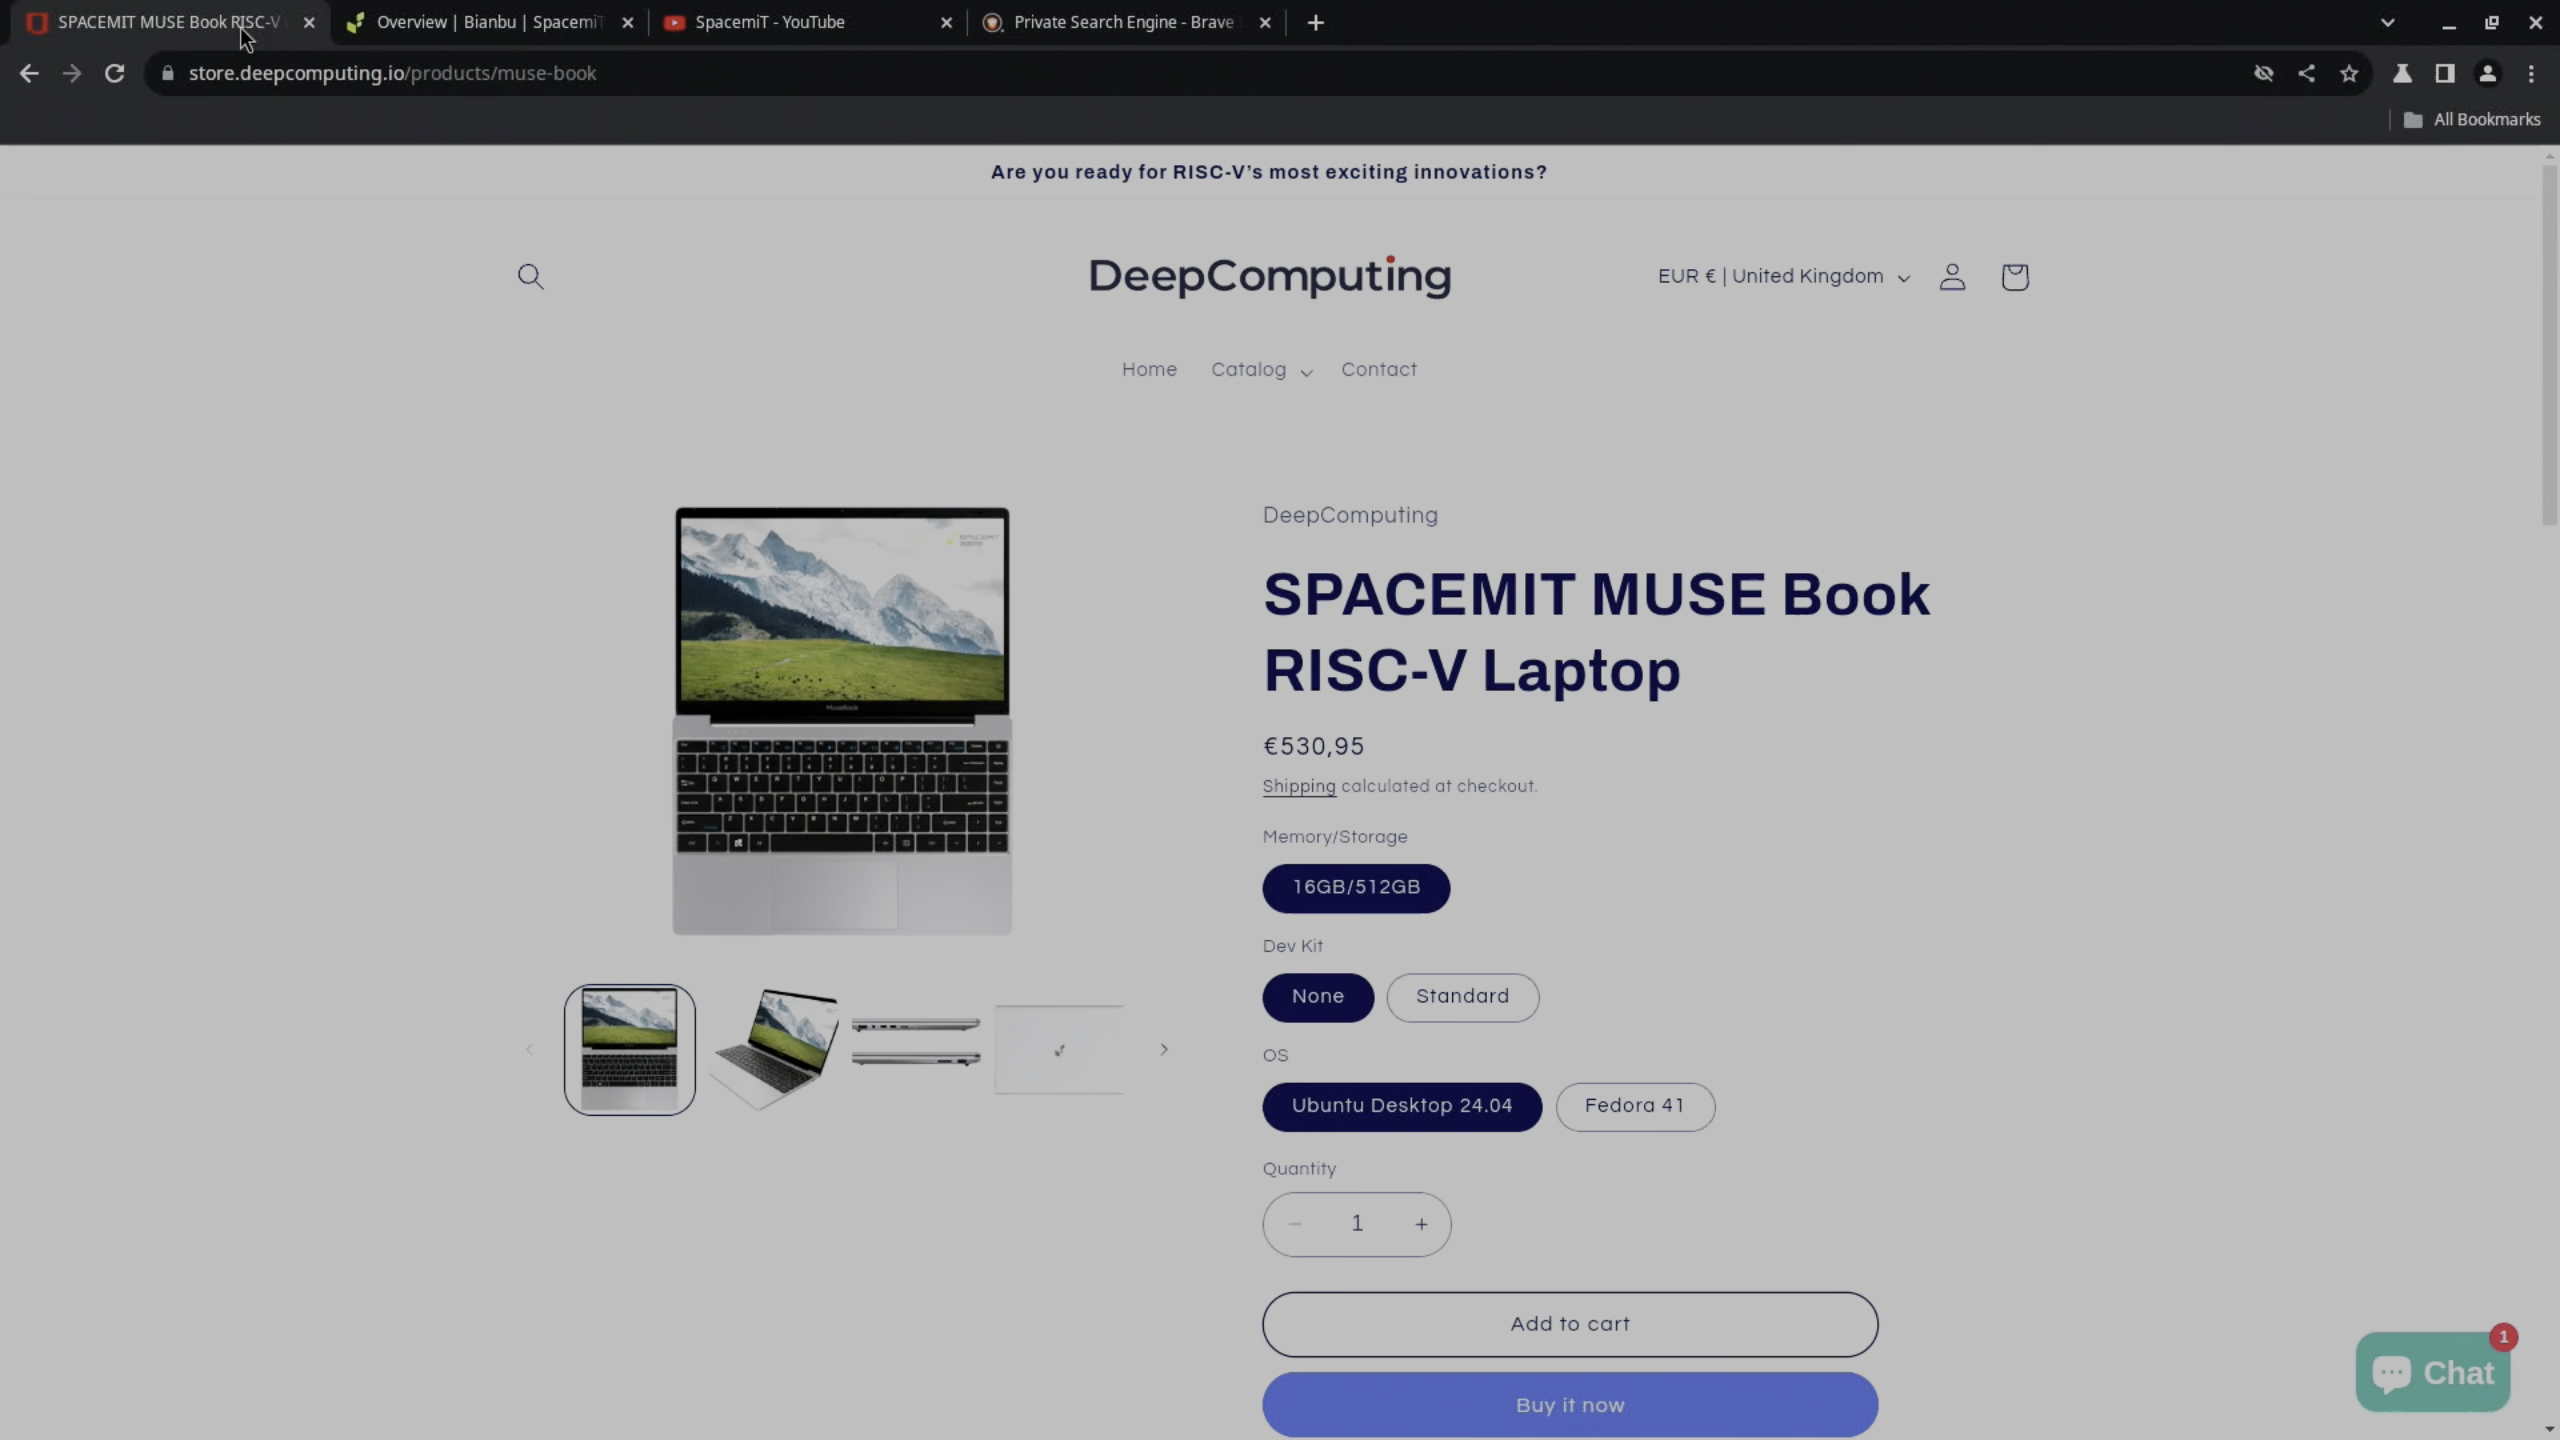 SPACEMIT MUSE Book RISC-V
Overview | Bianbu | SpacemiT
SpacemiT - YouTube
Private Search Engine - Brave
store.deepcomputing.io/products/muse-book
All Bookmarks
Are you ready for RISC-V’s most exciting innovations?
DeepComputing
EUR € | United Kingdom
Home
Catalog
Contact
SPACEMIT
MuseBook
DeepComputing
SPACEMIT MUSE Book
RISC-V Laptop
€530,95
Shipping calculated at checkout.
Memory/Storage
16GB/512GB
Dev Kit
None
Standard
OS
Ubuntu Desktop 24.04
Fedora 41
Quantity
1
Add to cart
Buy it now
1
Chat